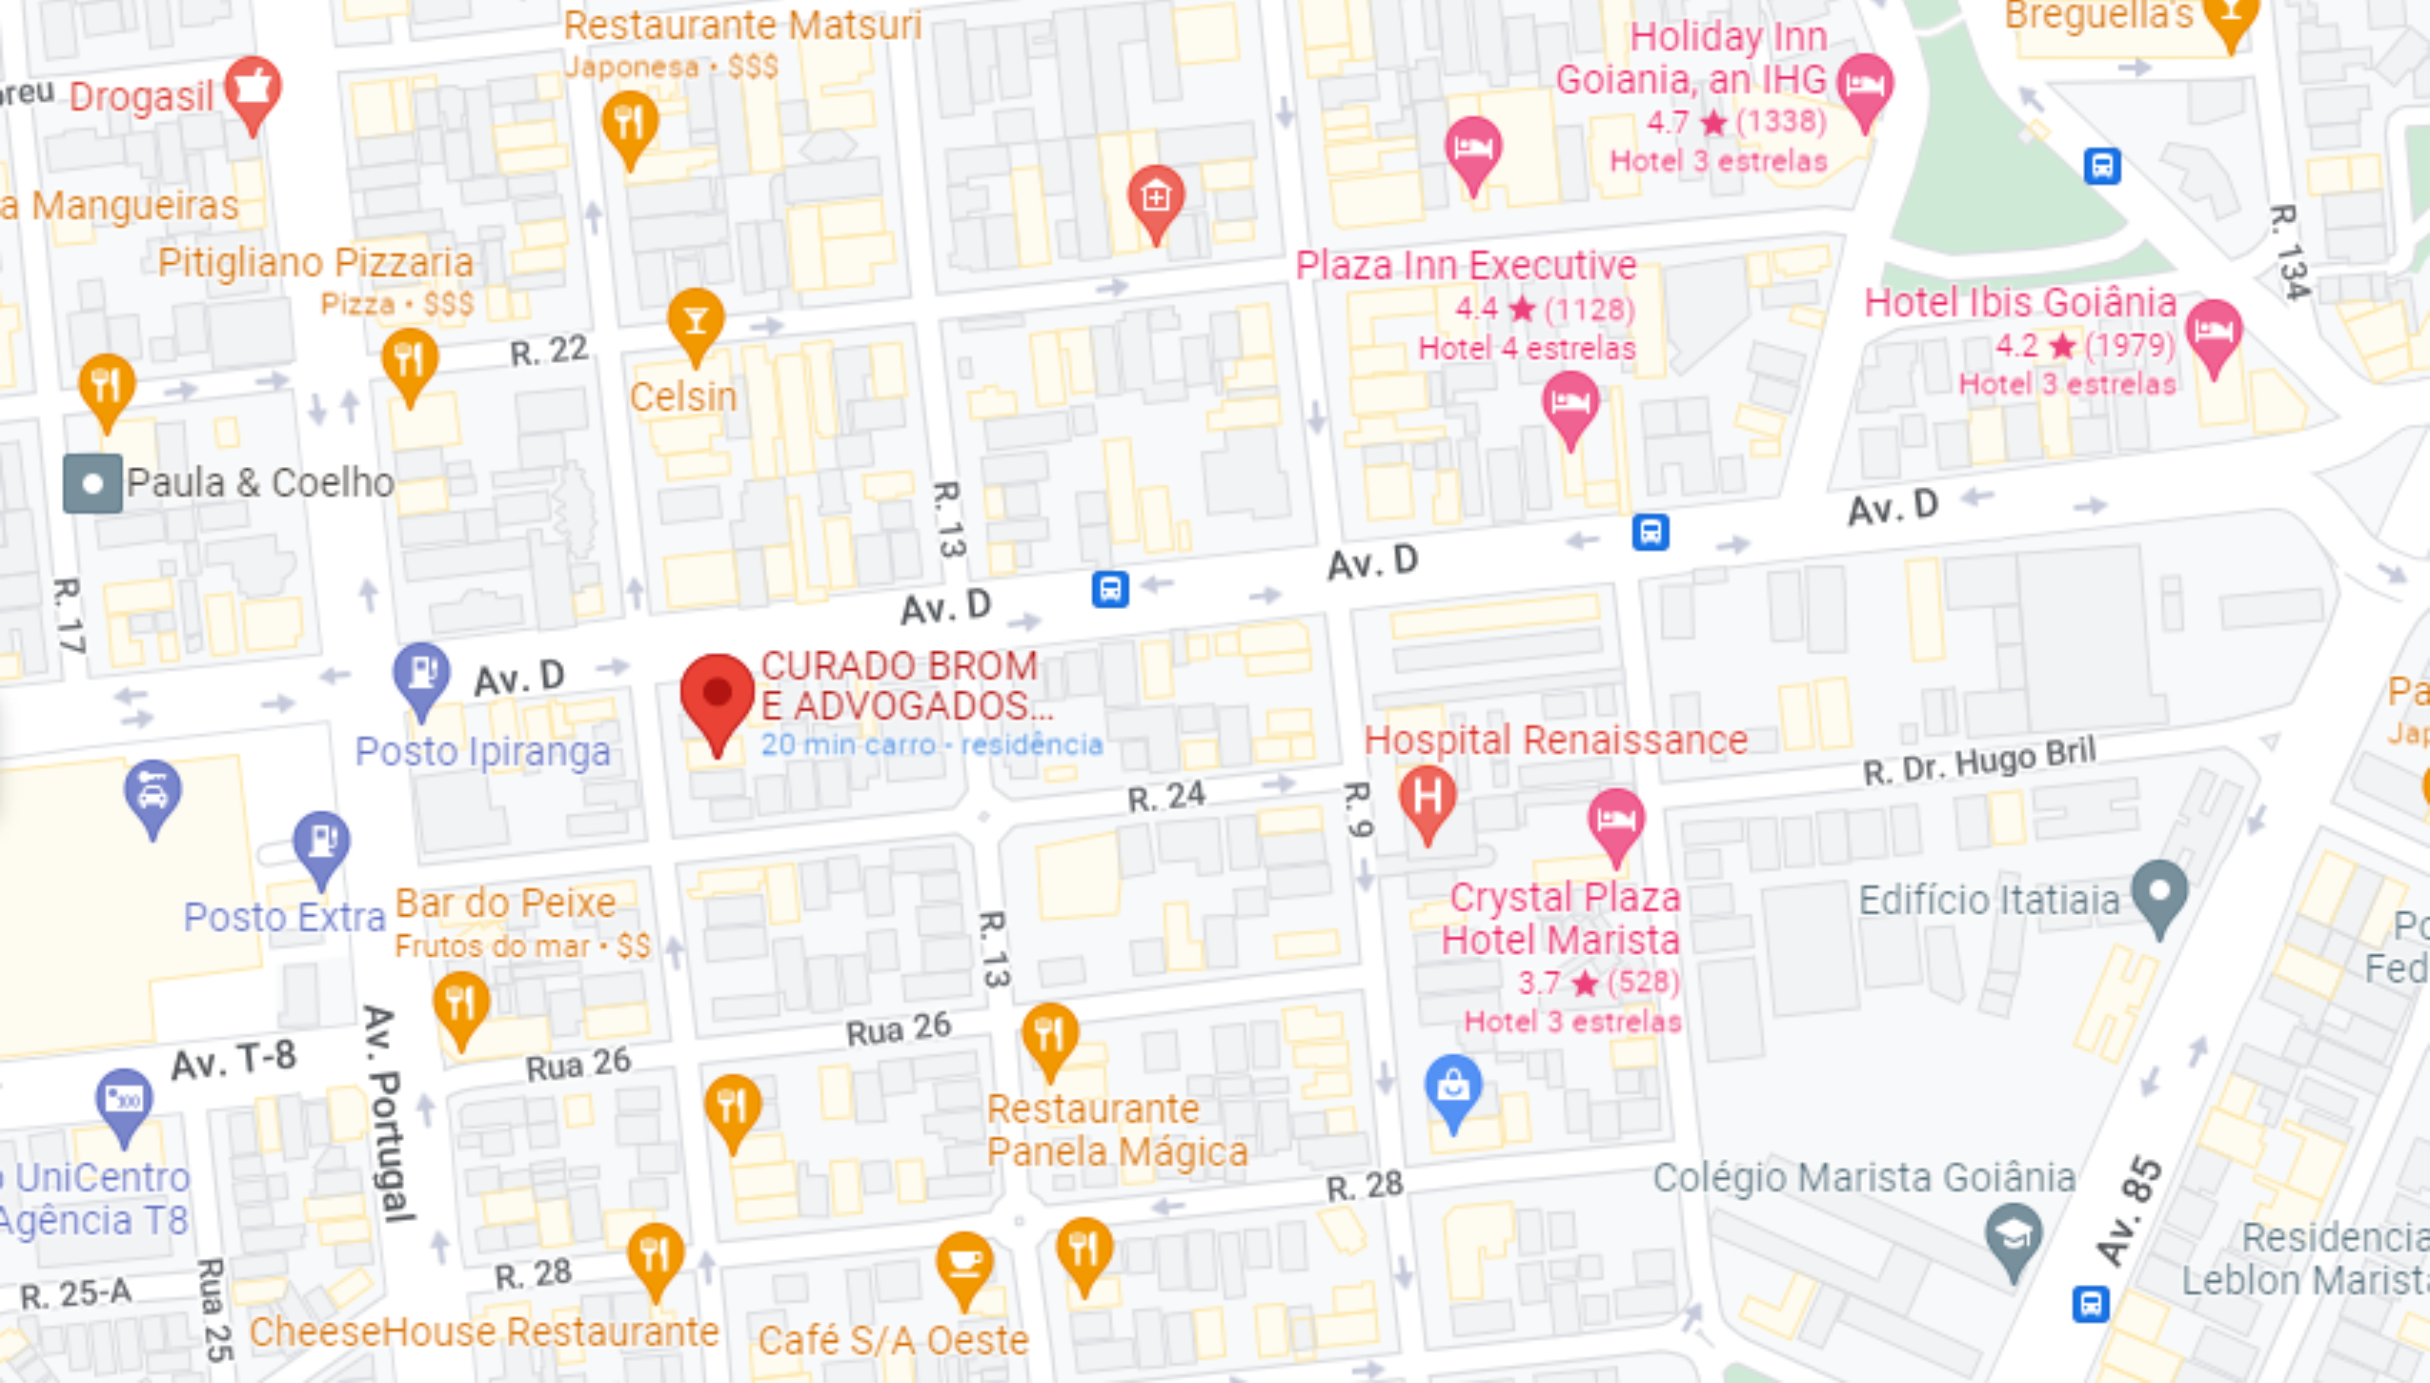 Restaurante Matsuri
Japonesa • $$$
Holiday Inn
Goiania, an IHG
4.7 ★ (1338)
Hotel 3 estrelas
Breguella's
reu
Drogasil
a Mangueiras
Pitigliano Pizzaria
Pizza • $$$
R. 22
Celsin
Plaza Inn Executive
4.4 ★ (1128)
Hotel 4 estrelas
Hotel Ibis Goiânia
4.2 ★ (1979)
Hotel 3 estrelas
R. 134
Paula & Coelho
R. 13
Av. D
Av. D
Av. D
Av. D
R. 17
CURADO BROM
E ADVOGADOS...
20 min carro - residência
Posto Ipiranga
Hospital Renaissance
R. Dr. Hugo Bril
Pa
Jap
R. 24
R. 9
Posto Extra
Bar do Peixe
Frutos do mar • $$
R. 13
Crystal Plaza
Hotel Marista
3.7 ★ (528)
Hotel 3 estrelas
Edifício Itatiaia
Po
Fed
Av. T-8
Rua 26
Rua 26
Av. Portugal
100
UniCentro
Agência T8
Restaurante
Panela Mágica
R. 28
Colégio Marista Goiânia
Av. 85
Residencia
Leblon Marist
R. 25-A
Rua 25
R. 28
CheeseHouse Restaurante
Café S/A Oeste